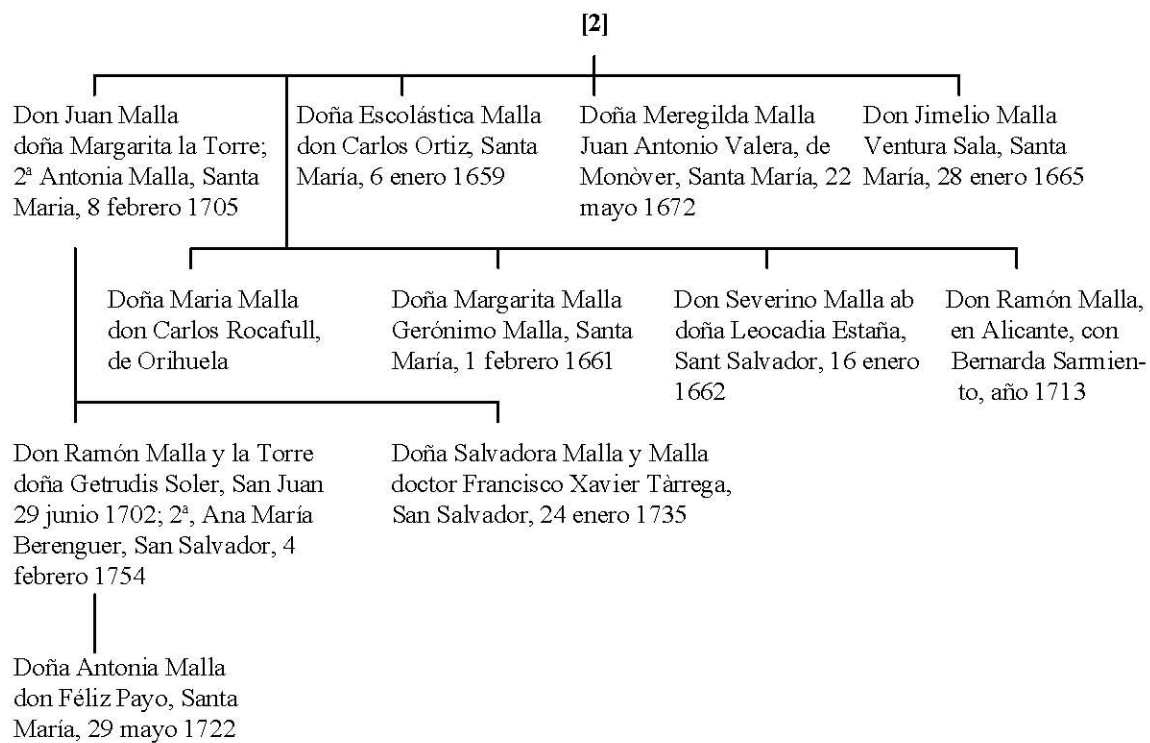 [2]
Don Juan Malla
doña Margarita la Torre;
2ª Antonia Malla, Santa
Maria, 8 febrero 1705
Doña Escolástica Malla
don Carlos Ortiz, Santa
María, 6 enero 1659
Doña Meregilda Malla
Juan Antonio Valera, de
Monòver, Santa María, 22
mayo 1672
Don Jimelio Malla
Ventura Sala, Santa
María, 28 enero 1665
Doña Maria Malla
don Carlos Rocafull,
de Orihuela
Doña Margarita Malla
Gerónimo Malla, Santa
María, 1 febrero 1661
Don Severino Malla ab
doña Leocadia Estaña,
Sant Salvador, 16 enero
1662
Don Ramón Malla,
en Alicante, con
Bernarda Sarmien-
to, año 1713
Don Ramón Malla y la Torre
doña Getrudis Soler, San Juan
29 junio 1702; 2ª, Ana María
Berenguer, San Salvador, 4
febrero 1754
Doña Salvadora Malla y Malla
doctor Francisco Xavier Tàrrega,
San Salvador, 24 enero 1735
Doña Antonia Malla
don Féliz Payo, Santa
María, 29 mayo 1722